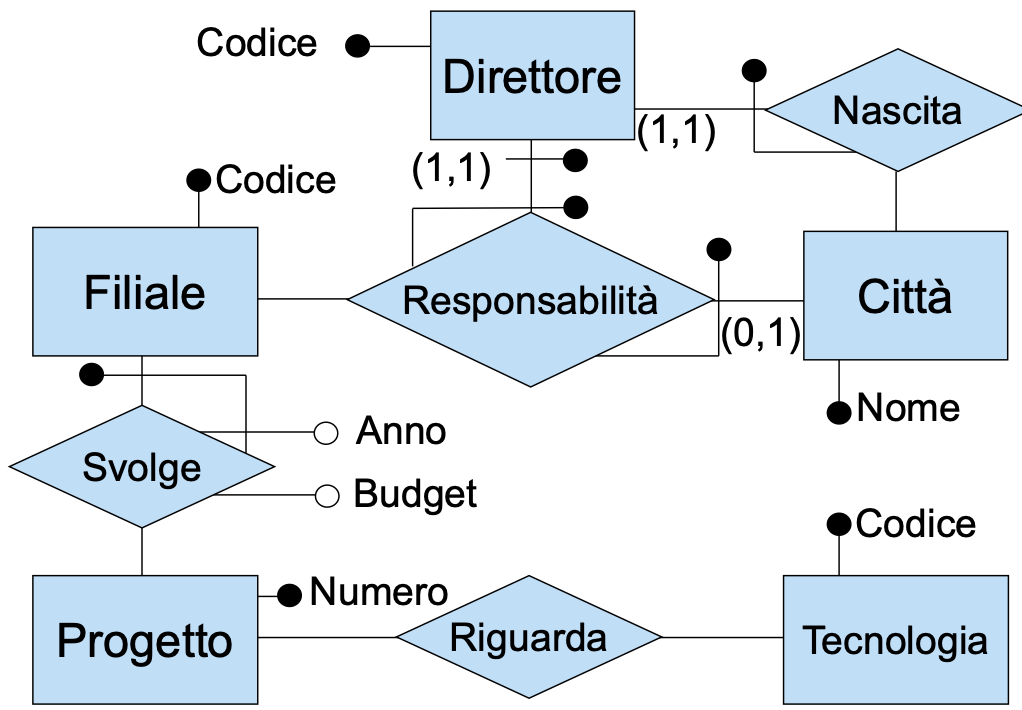 Codice
Direttore
Nascita
(1,1)
(1,1)
Codice
Filiale
Responsabilità
Città
(0,1)
Nome
Anno
Svolge
Budget
Codice
Numero
Progetto
Riguarda
Tecnologia